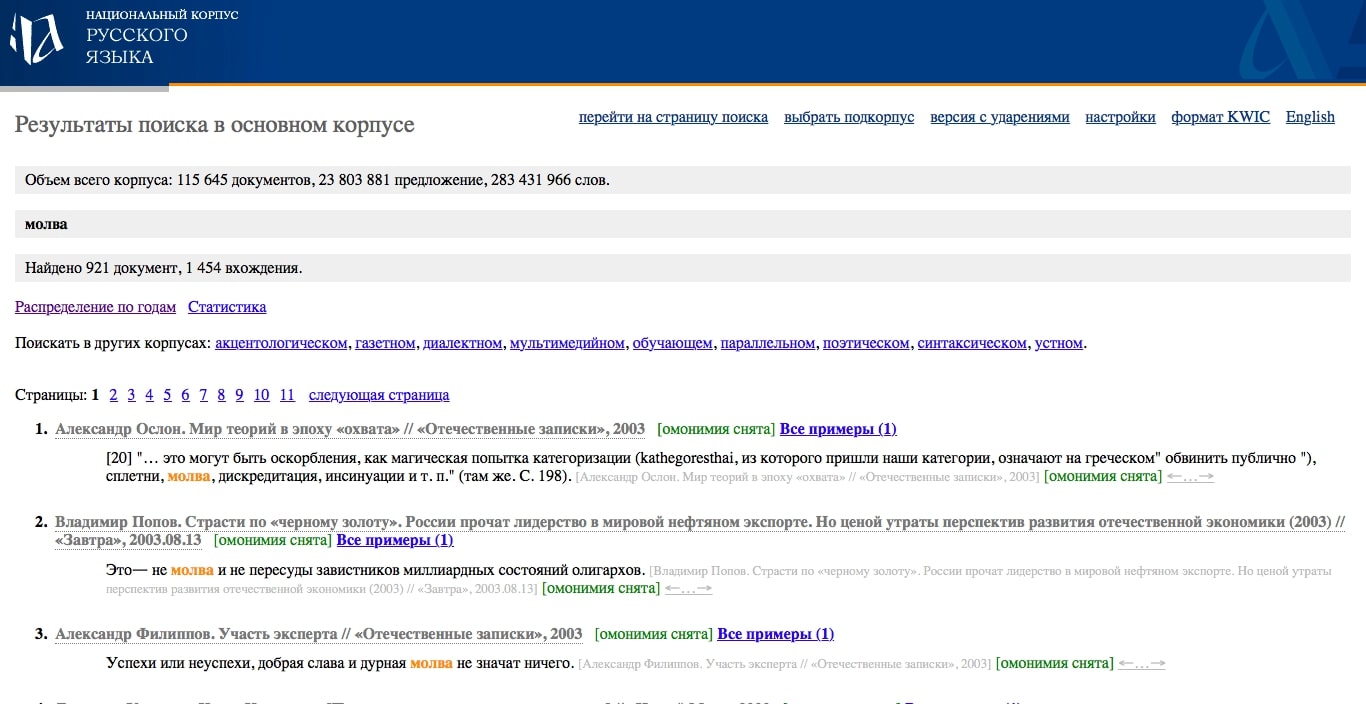 НАЦИОНАЛЬНЫЙ КОРПУС
РУССКОГО
ЯЗЫКА
Результаты поиска в основном корпусе
перейти на страницу поиска выбрать подкорпус версия с ударениями настройки формат KWIC English
Объем всего корпуса: 115 645 документов, 23 803 881 предложение, 283 431 966 слов.
молва
Найдено 921 документ, 1 454 вхождения.
Распределение по годам Статистика
Поискать в других корпусах: акцентологическом, газетном, диалектном, мультимедийном, обучающем, параллельном, поэтическом, синтаксическом, устном.
Страницы: 1 2 3 4 5 6 7 8 9 10 11 следующая страница
1. Александр Ослон. Мир теорий в эпоху «охвата» // «Отечественные записки», 2003 [омонимия снята] Все примеры (1)
[20] "… это могут быть оскорбления, как магическая попытка категоризации (kathegoresthai, из которого пришли наши категории, означают на греческом" обвинить публично "),
сплетни, молва, дискредитация, инсинуации и т. п." (там же. С. 198). [Александр Ослон. Мир теорий в эпоху «охвата» // «Отечественные записки», 2003] [омонимия снята] ←…→
2. Владимир Попов. Страсти по «черному золоту». России прочат лидерство в мировой нефтяном экспорте. Но ценой утраты перспектив развития отечественной экономики (2003) //
«Завтра», 2003.08.13 [омонимия снята] Все примеры (1)
Это— не молва и не пересуды завистников миллиардных состояний олигархов. [Владимир Попов. Страсти по «черному золоту». России прочат лидерство в мировой нефтяном экспорте. Но ценой утраты
перспектив развития отечественной экономики (2003) // «Завтра», 2003.08.13] [омонимия снята] ←…→
3. Александр Филиппов. Участь эксперта // «Отечественные записки», 2003 [омонимия снята] Все примеры (1)
Успехи или неуспехи, добрая слава и дурная молва не значат ничего. [Александр Филиппов. Участь эксперта // «Отечественные записки», 2003] [омонимия снята] ←…→